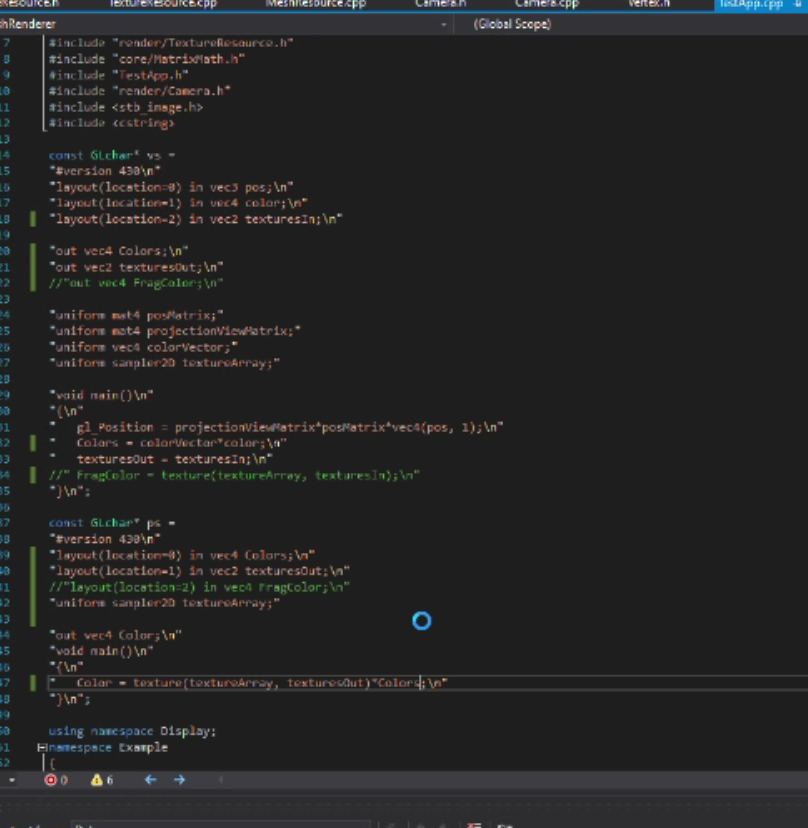 TextureResource.cpp MeshResource.cpp Camera.h Camera.cpp Vertex.h TestApp.cpp
hRenderer (Global Scope)
7 #include "render/TextureResource.h"
8 #include "core/MatrixMath.h"
9 #include "TestApp.h"
10 #include "render/Camera.h"
11 #include <stb_image.h>
12 #include <cstring>
13
14 const GLchar* vs =
15 "#version 430\n"
16 "layout(location=0) in vec3 pos;\n"
17 "layout(location=1) in vec4 color;\n"
18 "layout(location=2) in vec2 texturesIn;\n"
19
20 "out vec4 Colors;\n"
21 "out vec2 texturesOut;\n"
22 //"out vec4 FragColor;\n"
23
24 "uniform mat4 posMatrix;"
25 "uniform mat4 projectionViewMatrix;"
26 "uniform vec4 colorVector;"
27 "uniform sampler2D textureArray;"
28
29 "void main()\n"
30 "{\n"
31 " gl_Position = projectionViewMatrix*posMatrix*vec4(pos, 1);\n"
32 " Colors = colorVector*color;\n"
33 " texturesOut = texturesIn;\n"
34 //" FragColor = texture(textureArray, texturesIn);\n"
35 "}\n";
36
37 const GLchar* ps =
38 "#version 430\n"
39 "layout(location=0) in vec4 Colors;\n"
40 "layout(location=1) in vec2 texturesOut;\n"
41 //"layout(location=2) in vec4 FragColor;\n"
42 "uniform sampler2D textureArray;"
43
44 "out vec4 Color;\n"
45 "void main()\n"
46 "{\n"
47 " Color = texture(textureArray, texturesOut)*Colors;\n"
48 "}\n";
49
50 using namespace Display;
51 namespace Example
52 {
0 6